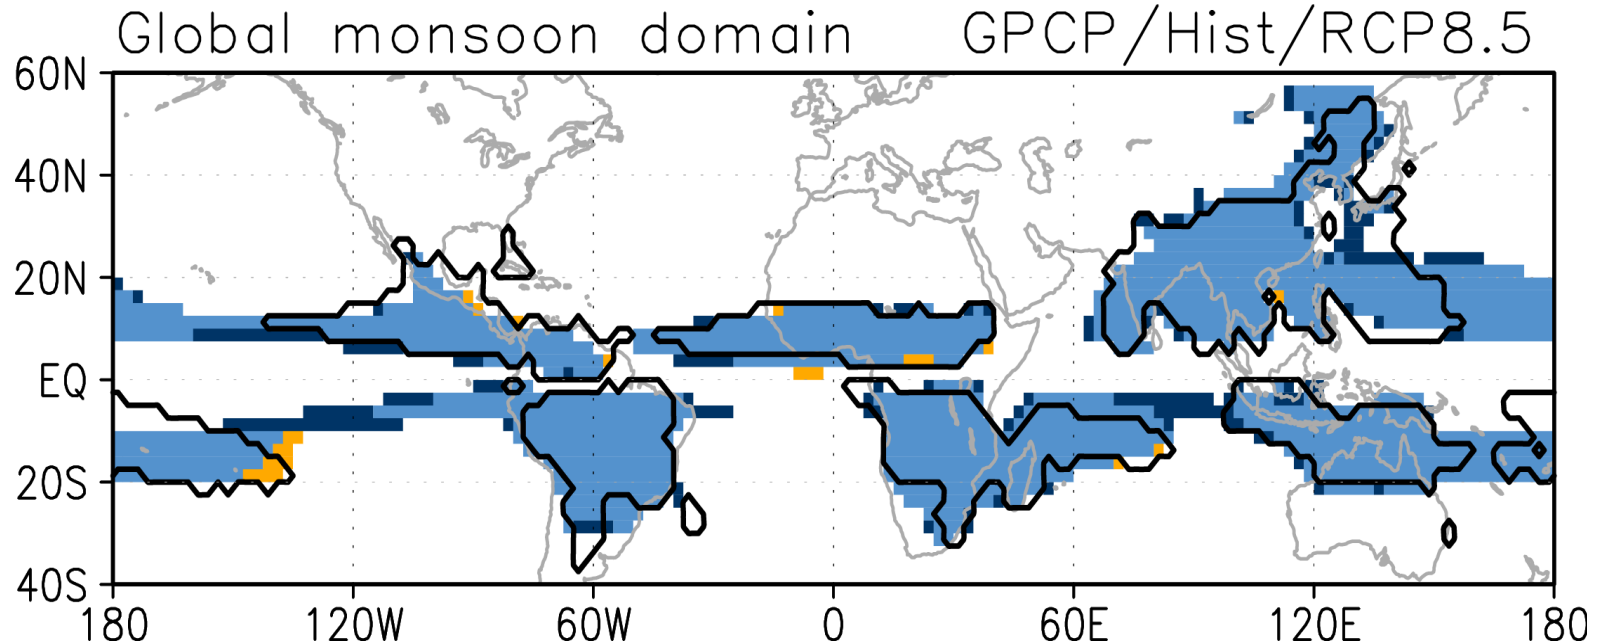 Global monsoon domain GPCP/Hist/RCP8.5
60N
40N
20N
EQ
20S
40S
180 120W 60W 0 60E 120E 180